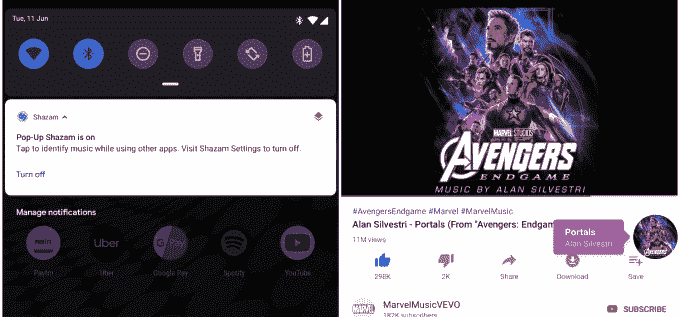 Tue, 11 Jun
Shazam
Pop-Up Shazam is on
Tap to identify music while using other apps. Visit Shazam Settings to turn off.
Turn off
Manage notifications
Paytm
Uber
Uber
G Pay
Google Pay
Spotify
YouTube
MARVEL STUDIOS
AVENGERS
ENDGAME
MUSIC BY ALAN SILVESTRI
#AvengersEndgame #Marvel #MarvelMusic
Alan Silvestri - Portals (From "Avengers: Endgam
11M views
Portals
Alan Silvestri
298K
2K
Share
Download
Save
MARVEL
MarvelMusicVEVO
182K subscribers
SUBSCRIBE